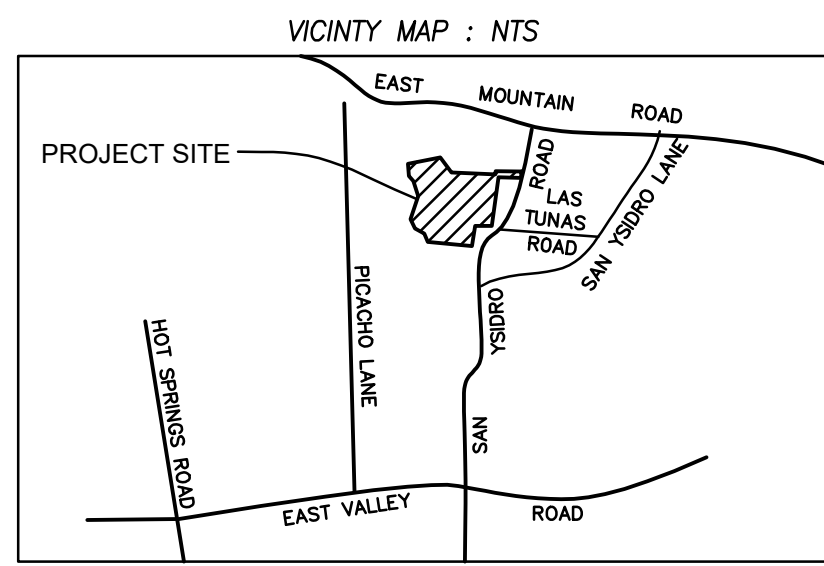 VICINTY MAP : NTS
EAST MOUNTAIN ROAD
PROJECT SITE
ROAD
LAS
TUNAS
ROAD
SAN YSIDRO LANE
PICACHO LANE
YSIDRO
HOT SPRINGS ROAD
SAN
EAST VALLEY ROAD